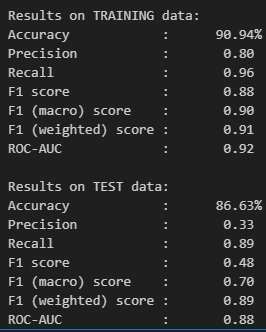 Results on TRAINING data:
Accuracy : 90.94%
Precision : 0.80
Recall : 0.96
F1 score : 0.88
F1 (macro) score : 0.90
F1 (weighted) score : 0.91
ROC-AUC : 0.92
Results on TEST data:
Accuracy : 86.63%
Precision : 0.33
Recall : 0.89
F1 score : 0.48
F1 (macro) score : 0.70
F1 (weighted) score : 0.89
ROC-AUC : 0.88